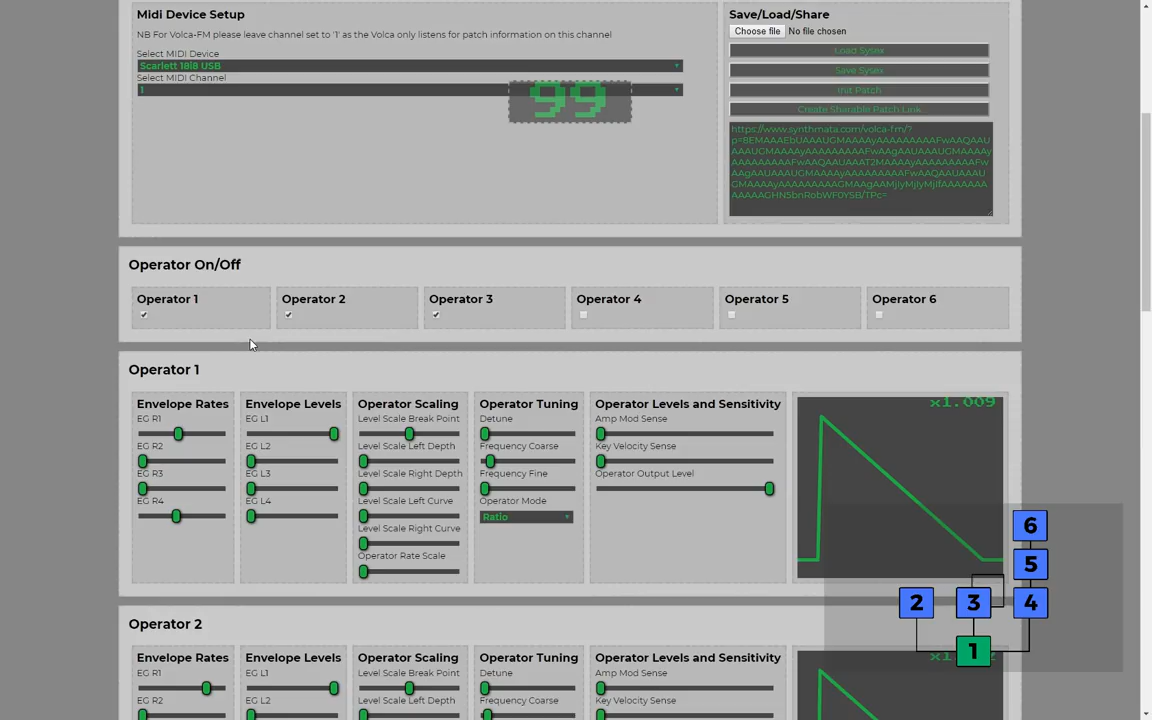 Midi Device Setup
NB For Volca-FM please leave channel set to '1' as the Volca only listens for patch information on this channel
Select MIDI Device
Scarlett 18i8 USB
Select MIDI Channel
1
99
Save/Load/Share
Choose file No file chosen
Load Sysex
Save Sysex
Init Patch
Create Sharable Patch Link
https://www.synthmata.com/volca-fm/?
Operator On/Off
Operator 1 Operator 2 Operator 3 Operator 4 Operator 5 Operator 6
Operator 1
Envelope Rates
EG R1
EG R2
EG R3
EG R4
Envelope Levels
EG L1
EG L2
EG L3
EG L4
Operator Scaling
Level Scale Break Point
Level Scale Left Depth
Level Scale Right Depth
Level Scale Left Curve
Level Scale Right Curve
Operator Rate Scale
Operator Tuning
Detune
Frequency Coarse
Frequency Fine
Operator Mode
Ratio
Operator Levels and Sensitivity
Amp Mod Sense
Key Velocity Sense
Operator Output Level
x1.009
6
5
2 3 4
1
Operator 2
Envelope Rates
EG R1
EG R2
Envelope Levels
EG L1
EG L2
Operator Scaling
Level Scale Break Point
Level Scale Left Depth
Operator Tuning
Detune
Frequency Coarse
Operator Levels and Sensitivity
Amp Mod Sense
Key Velocity Sense